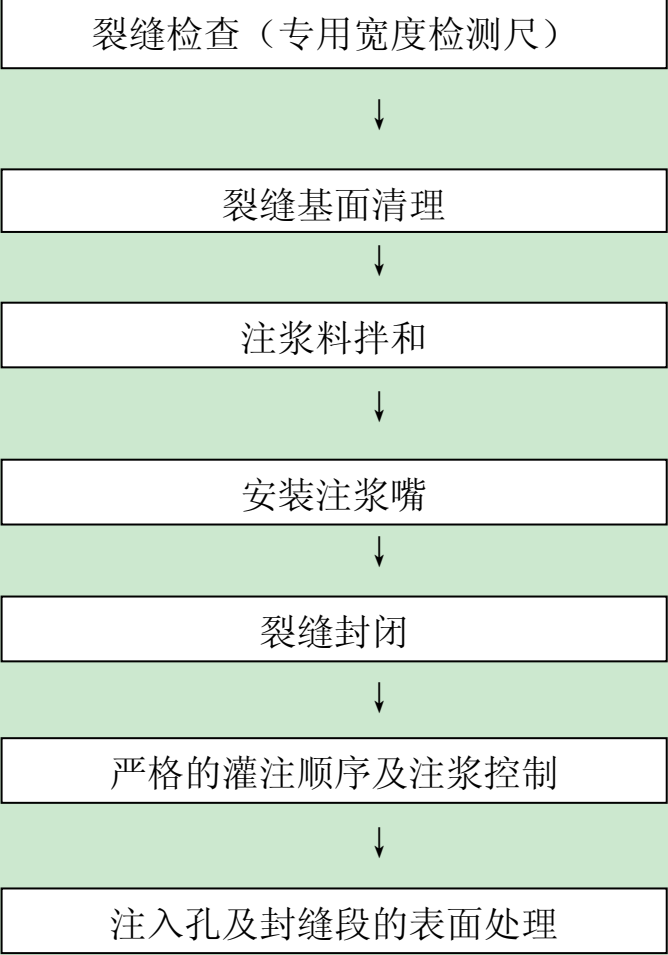 裂缝检查（专用宽度检测尺）
↓
裂缝基面清理
↓
注浆料拌和
↓
安装注浆嘴
↓
裂缝封闭
↓
严格的灌注顺序及注浆控制
↓
注入孔及封缝段的表面处理